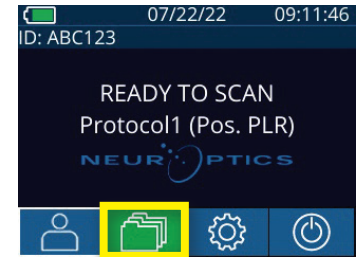 07/22/22 09:11:46
ID: ABC123
READY TO SCAN
Protocol1 (Pos. PLR)
NEUROPTICS